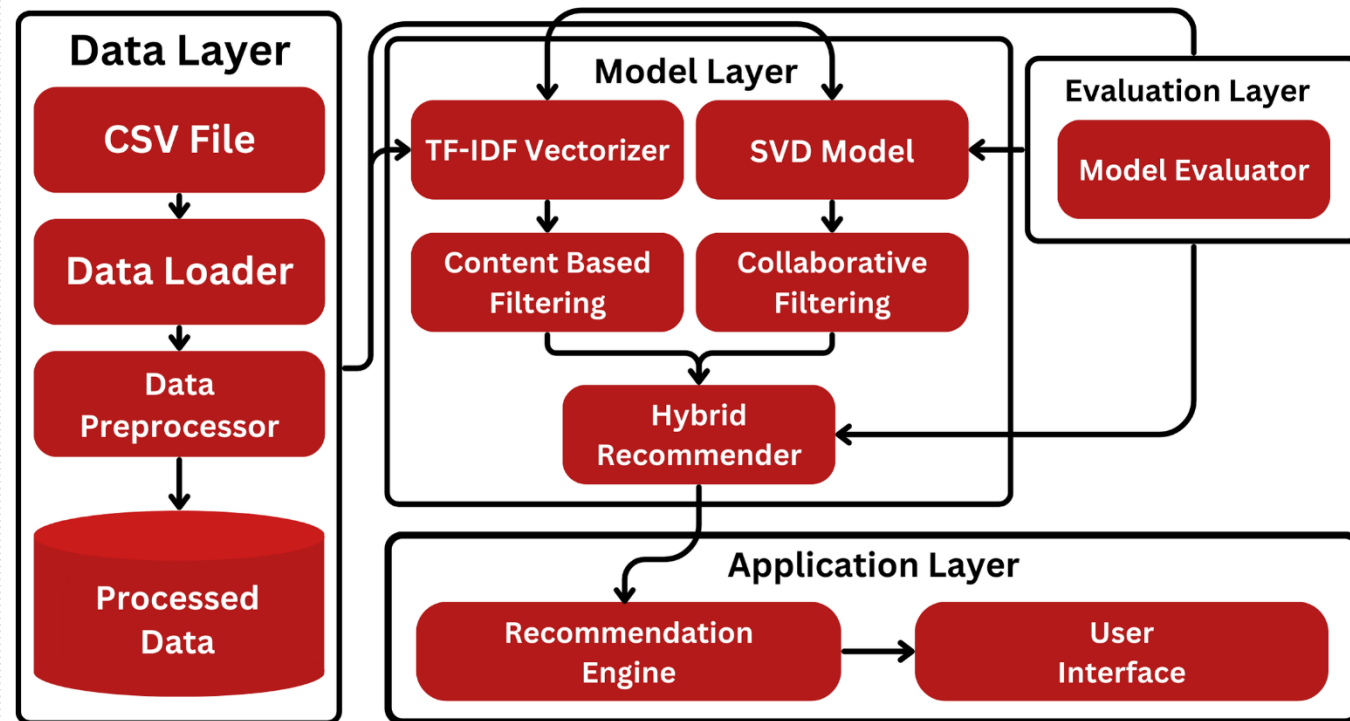 Data Layer
CSV File
Data Loader
Data
Preprocessor
Processed
Data
Model Layer
TF-IDF Vectorizer
SVD Model
Content Based
Filtering
Collaborative
Filtering
Hybrid
Recommender
Evaluation Layer
Model Evaluator
Application Layer
Recommendation
Engine
User
Interface